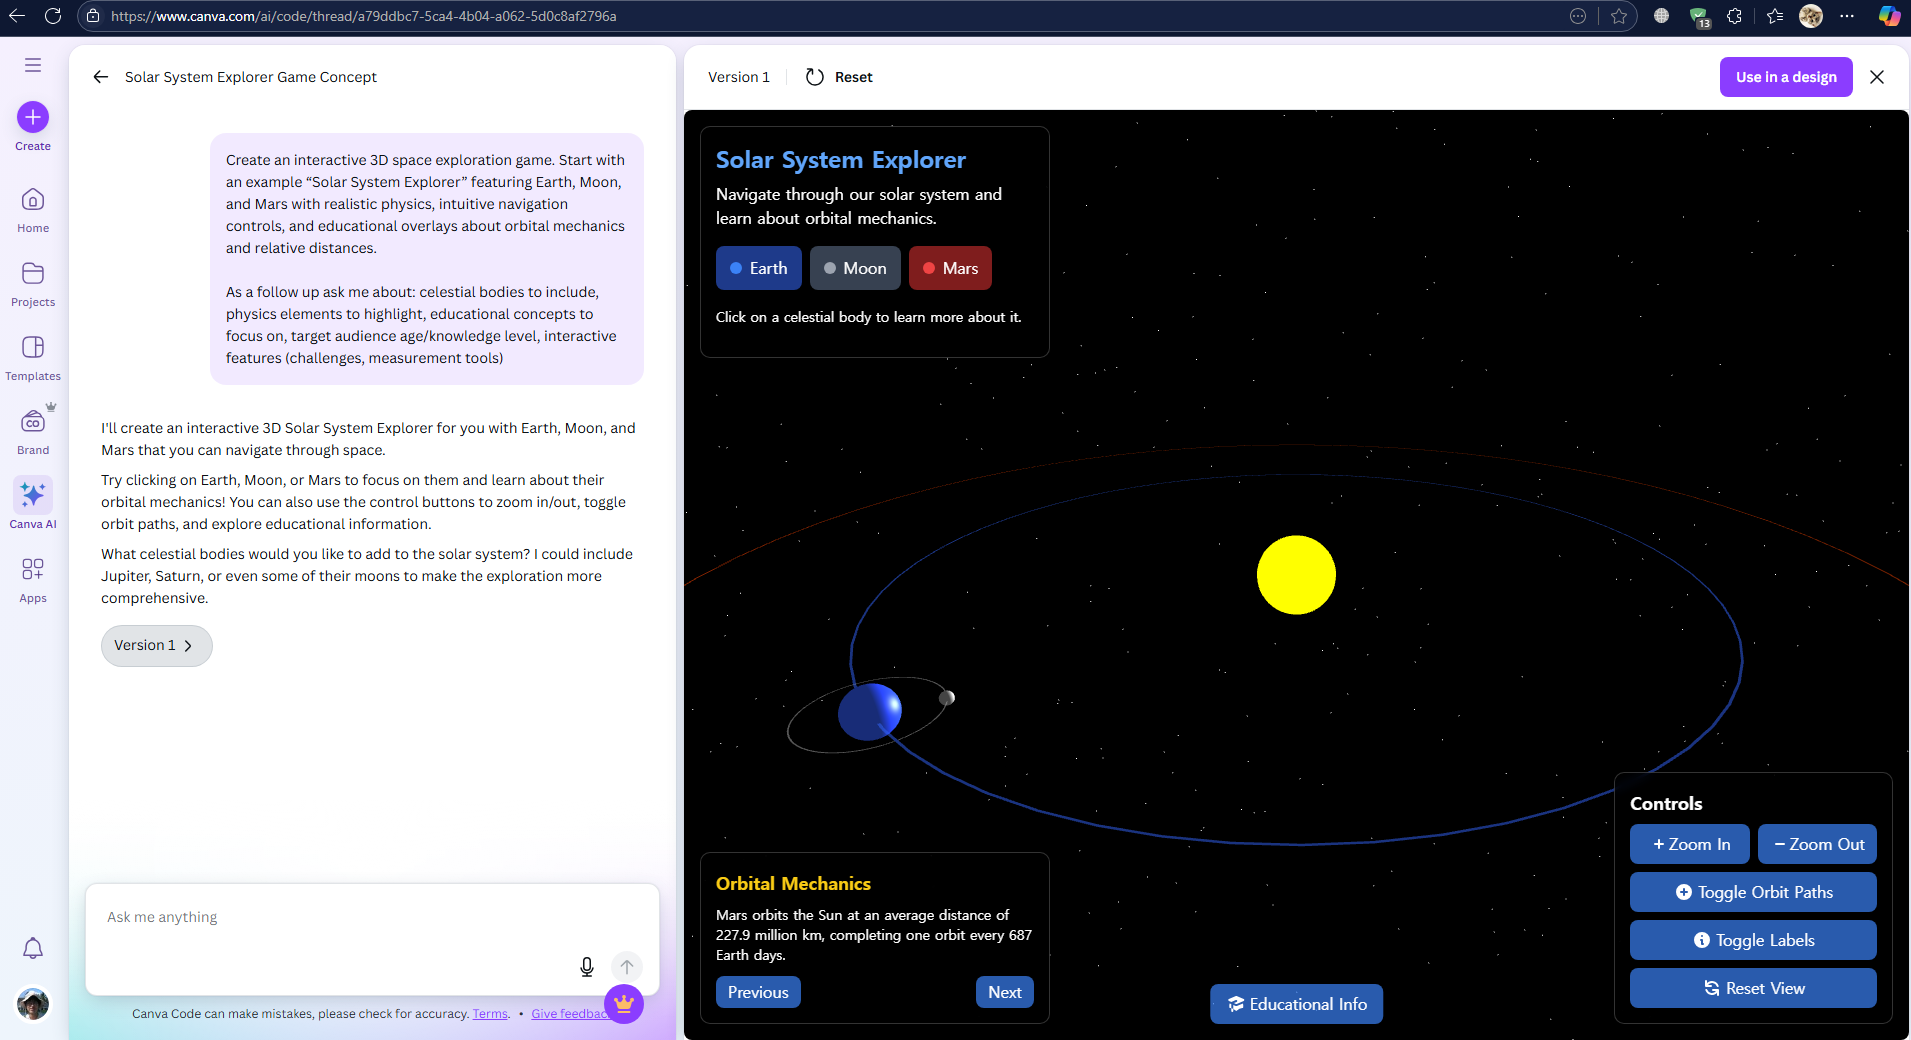 https://www.canva.com/ai/code/thread/a79ddbc7-5ca4-4b04-a062-5d0c8af2796a
13
Create
Home
Projects
Templates
CO
Brand
Canva AI
Apps
Solar System Explorer Game Concept
Create an interactive 3D space exploration game. Start with
an example “Solar System Explorer” featuring Earth, Moon,
and Mars with realistic physics, intuitive navigation
controls, and educational overlays about orbital mechanics
and relative distances.
As a follow up ask me about: celestial bodies to include,
physics elements to highlight, educational concepts to
focus on, target audience age/knowledge level, interactive
features (challenges, measurement tools)
I'll create an interactive 3D Solar System Explorer for you with Earth, Moon, and
Mars that you can navigate through space.
Try clicking on Earth, Moon, or Mars to focus on them and learn about their
orbital mechanics! You can also use the control buttons to zoom in/out, toggle
orbit paths, and explore educational information.
What celestial bodies would you like to add to the solar system? I could include
Jupiter, Saturn, or even some of their moons to make the exploration more
comprehensive.
Version 1
Ask me anything
Canva Code can make mistakes, please check for accuracy. Terms. • Give feedbac
Version 1
Reset
Use in a design
Solar System Explorer
Navigate through our solar system and
learn about orbital mechanics.
Earth
Moon
Mars
Click on a celestial body to learn more about it.
Orbital Mechanics
Mars orbits the Sun at an average distance of
227.9 million km, completing one orbit every 687
Earth days.
Previous
Next
Educational Info
Controls
+ Zoom In
− Zoom Out
Toggle Orbit Paths
Toggle Labels
Reset View